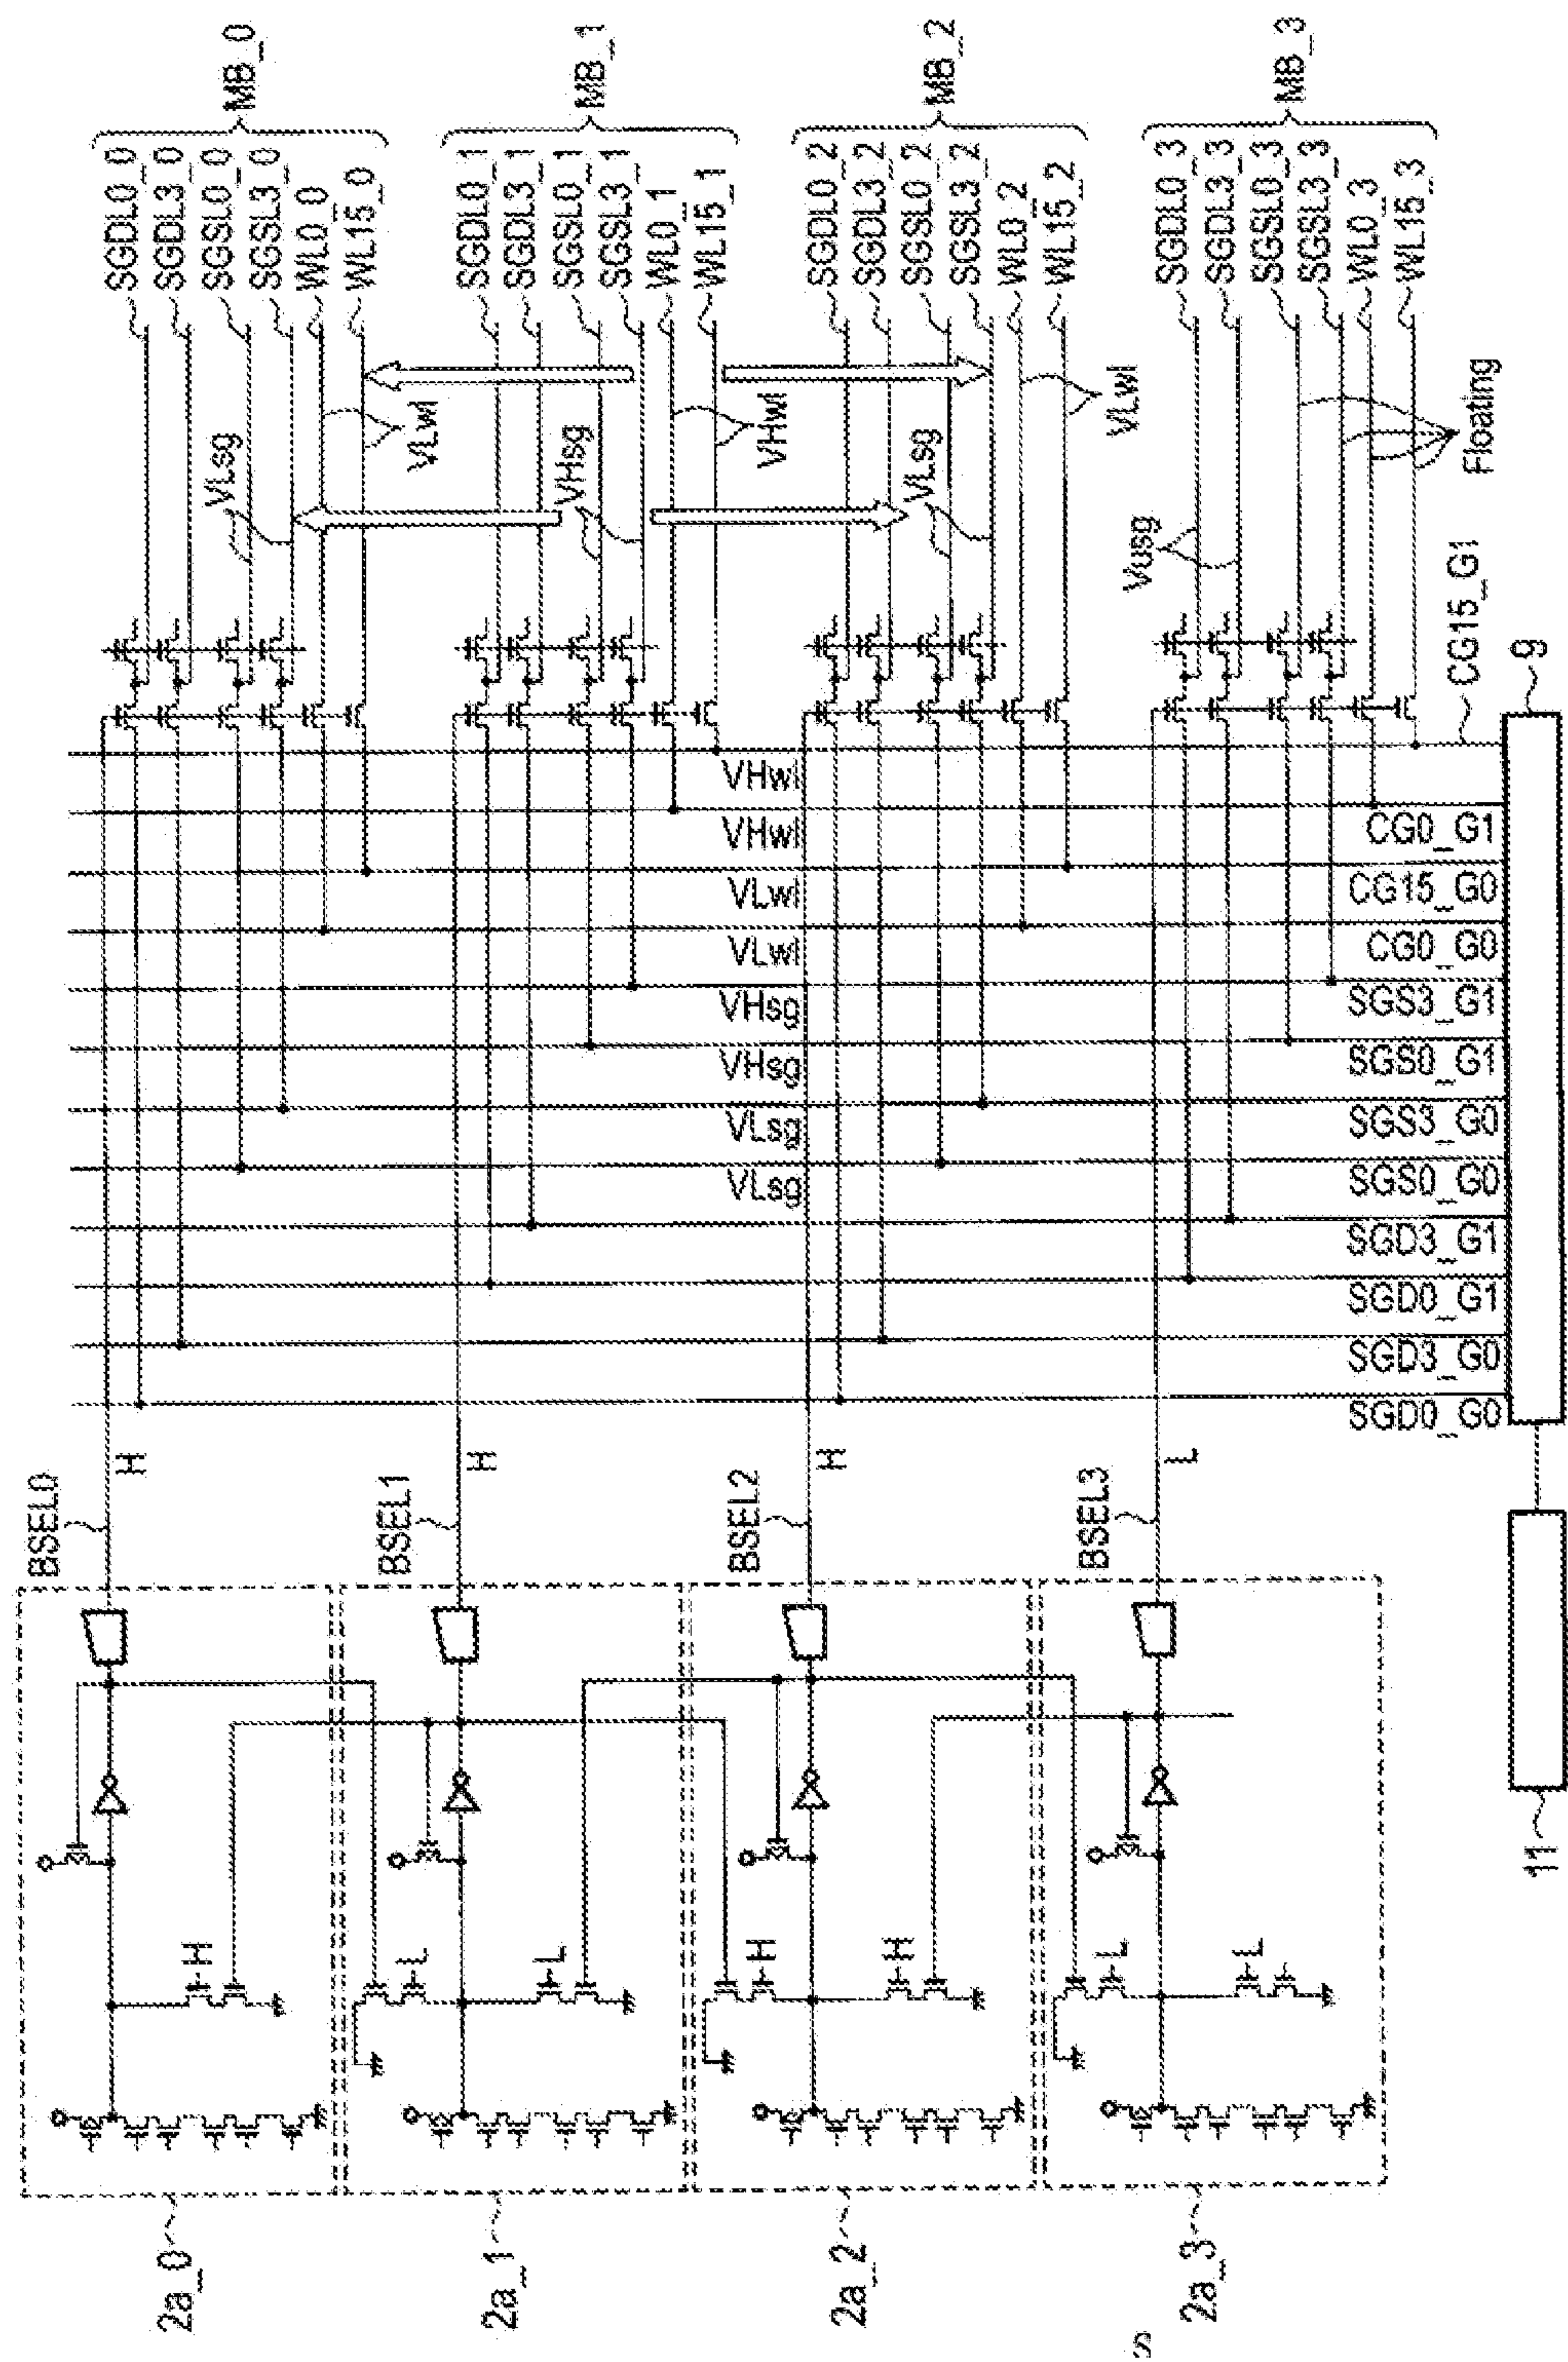 SGDL0_0
SGDL3_0
SGSL0_0
SGSL3_0
WL0_0
WL15_0
MB_0
VLsg
VLwl
SGDL0_1
SGDL3_1
SGSL0_1
SGSL3_1
WL0_1
WL15_1
MB_1
VHsg
VHwl
SGDL0_2
SGDL3_2
SGSL0_2
SGSL3_2
WL0_2
WL15_2
MB_2
VLsg
VLwl
SGDL0_3
SGDL3_3
SGSL0_3
SGSL3_3
WL0_3
WL15_3
MB_3
Vusg
Floating
CG15_G1
9
VHwl
VHwl
VLwl
VLwl
VHsg
VHsg
VLsg
VLsg
CG0_G1
CG15_G0
CG0_G0
SGS3_G1
SGS0_G1
SGS3_G0
SGS0_G0
SGD3_G1
SGD0_G1
SGD3_G0
SGD0_G0
BSEL0
H
BSEL1
H
BSEL2
H
BSEL3
L
H
L
L
H
H
L
L
11
2a_0
2a_1
2a_2
2a_3
S